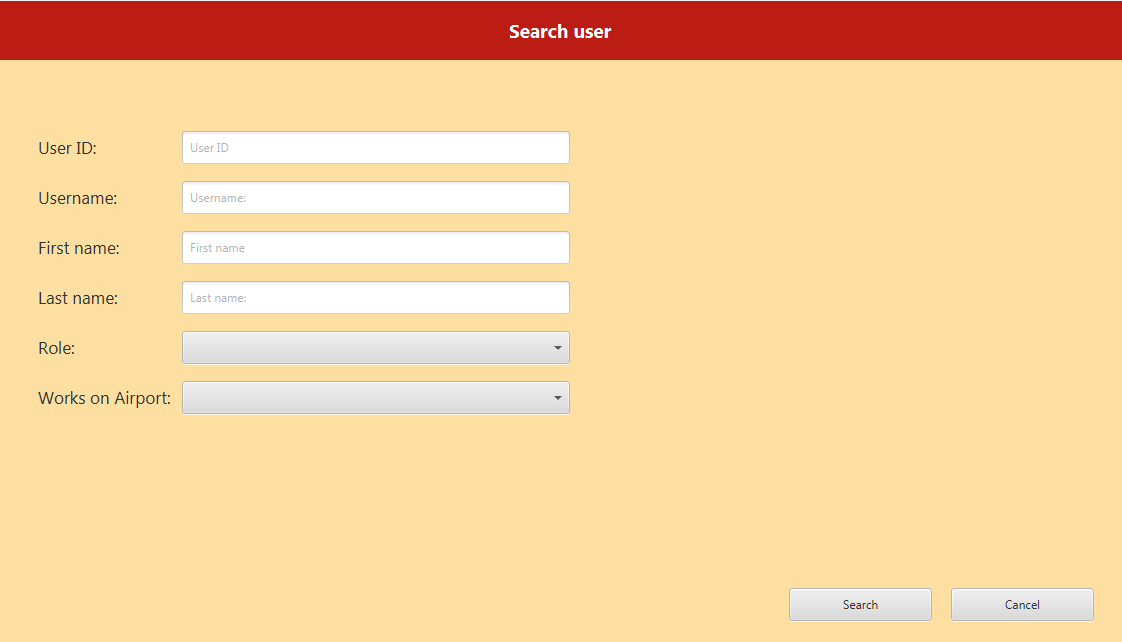 Search user
User ID: User ID
Username: Username:
First name: First name
Last name: Last name:
Role:
Works on Airport:
Search Cancel